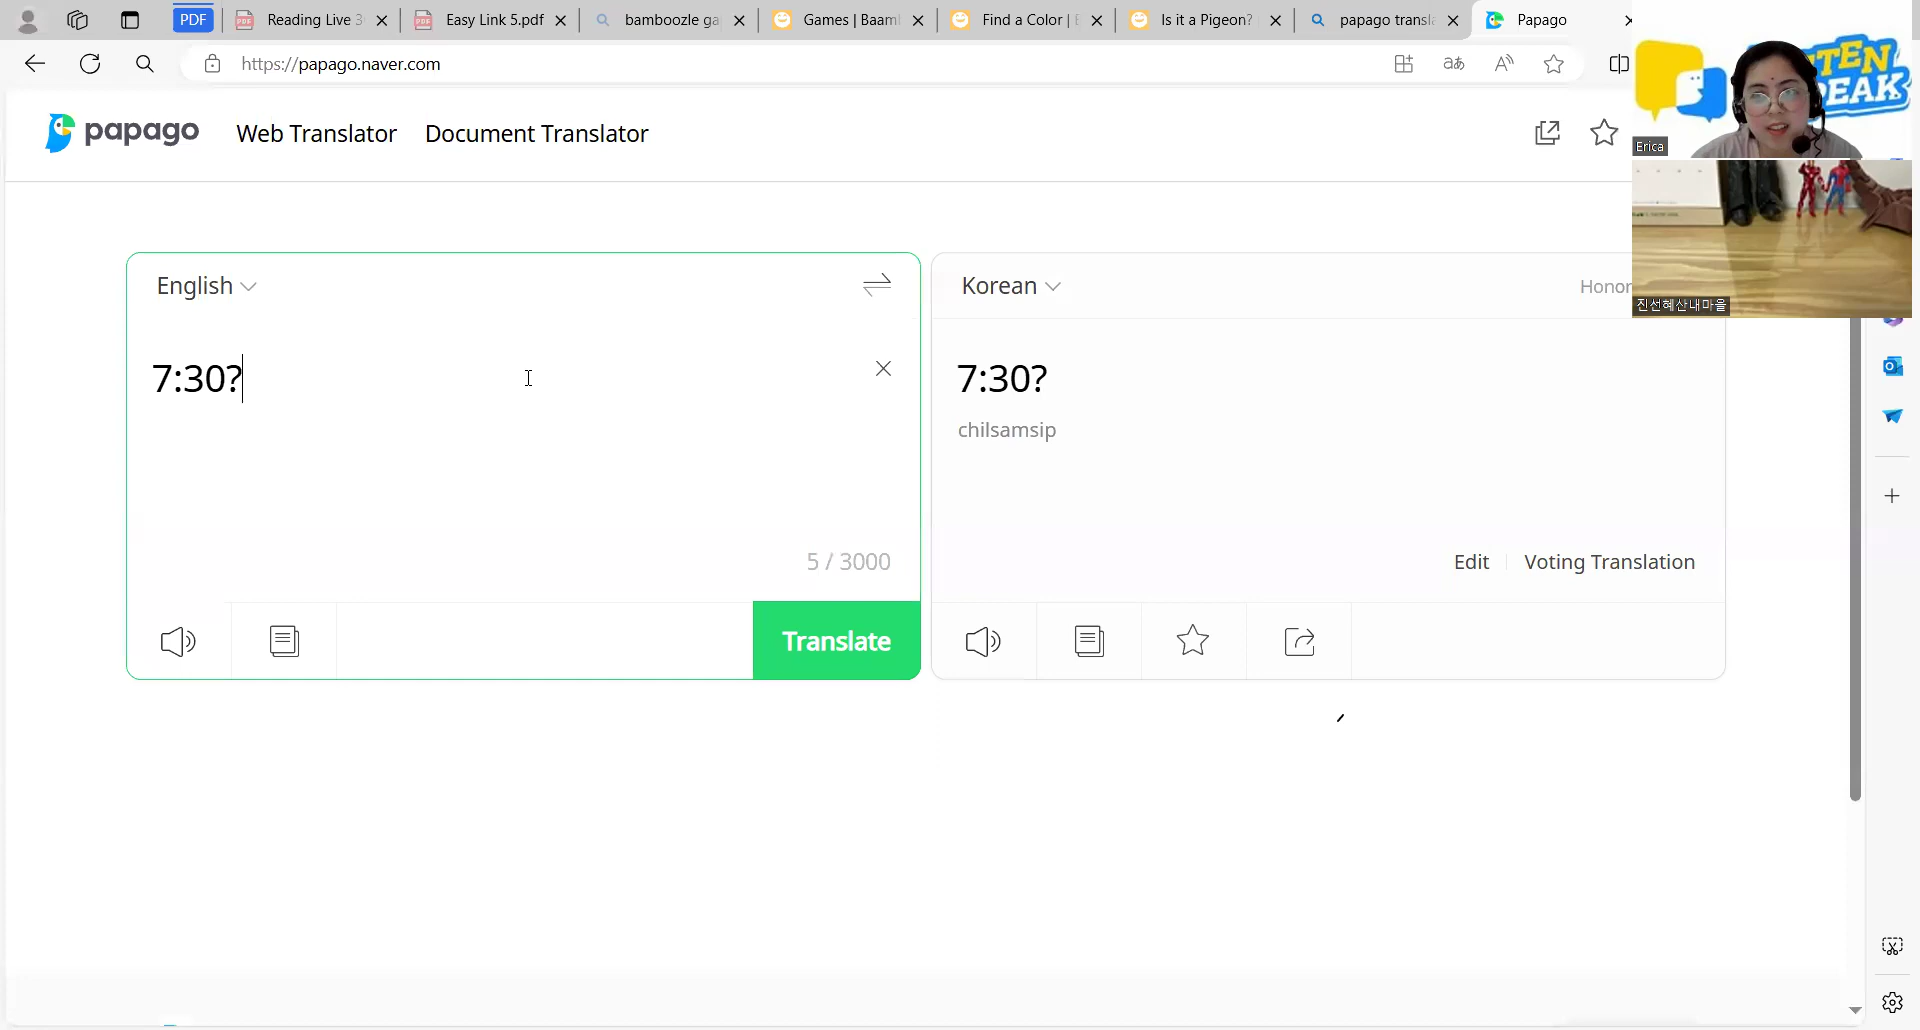 PDF
Reading Live 3
Easy Link 5.pdf
bamboozle ga
Games | Baam
Find a Color |
Is it a Pigeon?
papago transl
Papago
https://papago.naver.com
papago
Web Translator
Document Translator
TEN
EAK
Erica
진선혜산내마을
English
Korean
Honor
7:30?
7:30?
chilsamsip
5 / 3000
Edit
Voting Translation
Translate